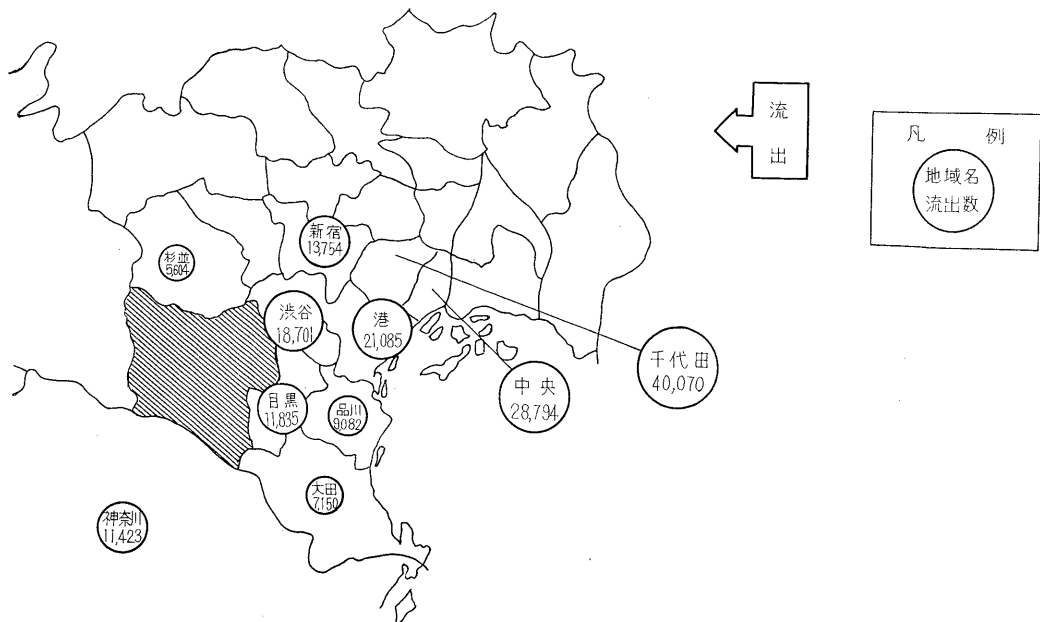 流
出
凡例
地域名
流出数
新宿
13,754
杉並
5,604
渋谷
18,701
港
21,085
千代田
40,070
中央
28,794
目黒
11,835
品川
9,082
大田
7,150
神奈川
11,423